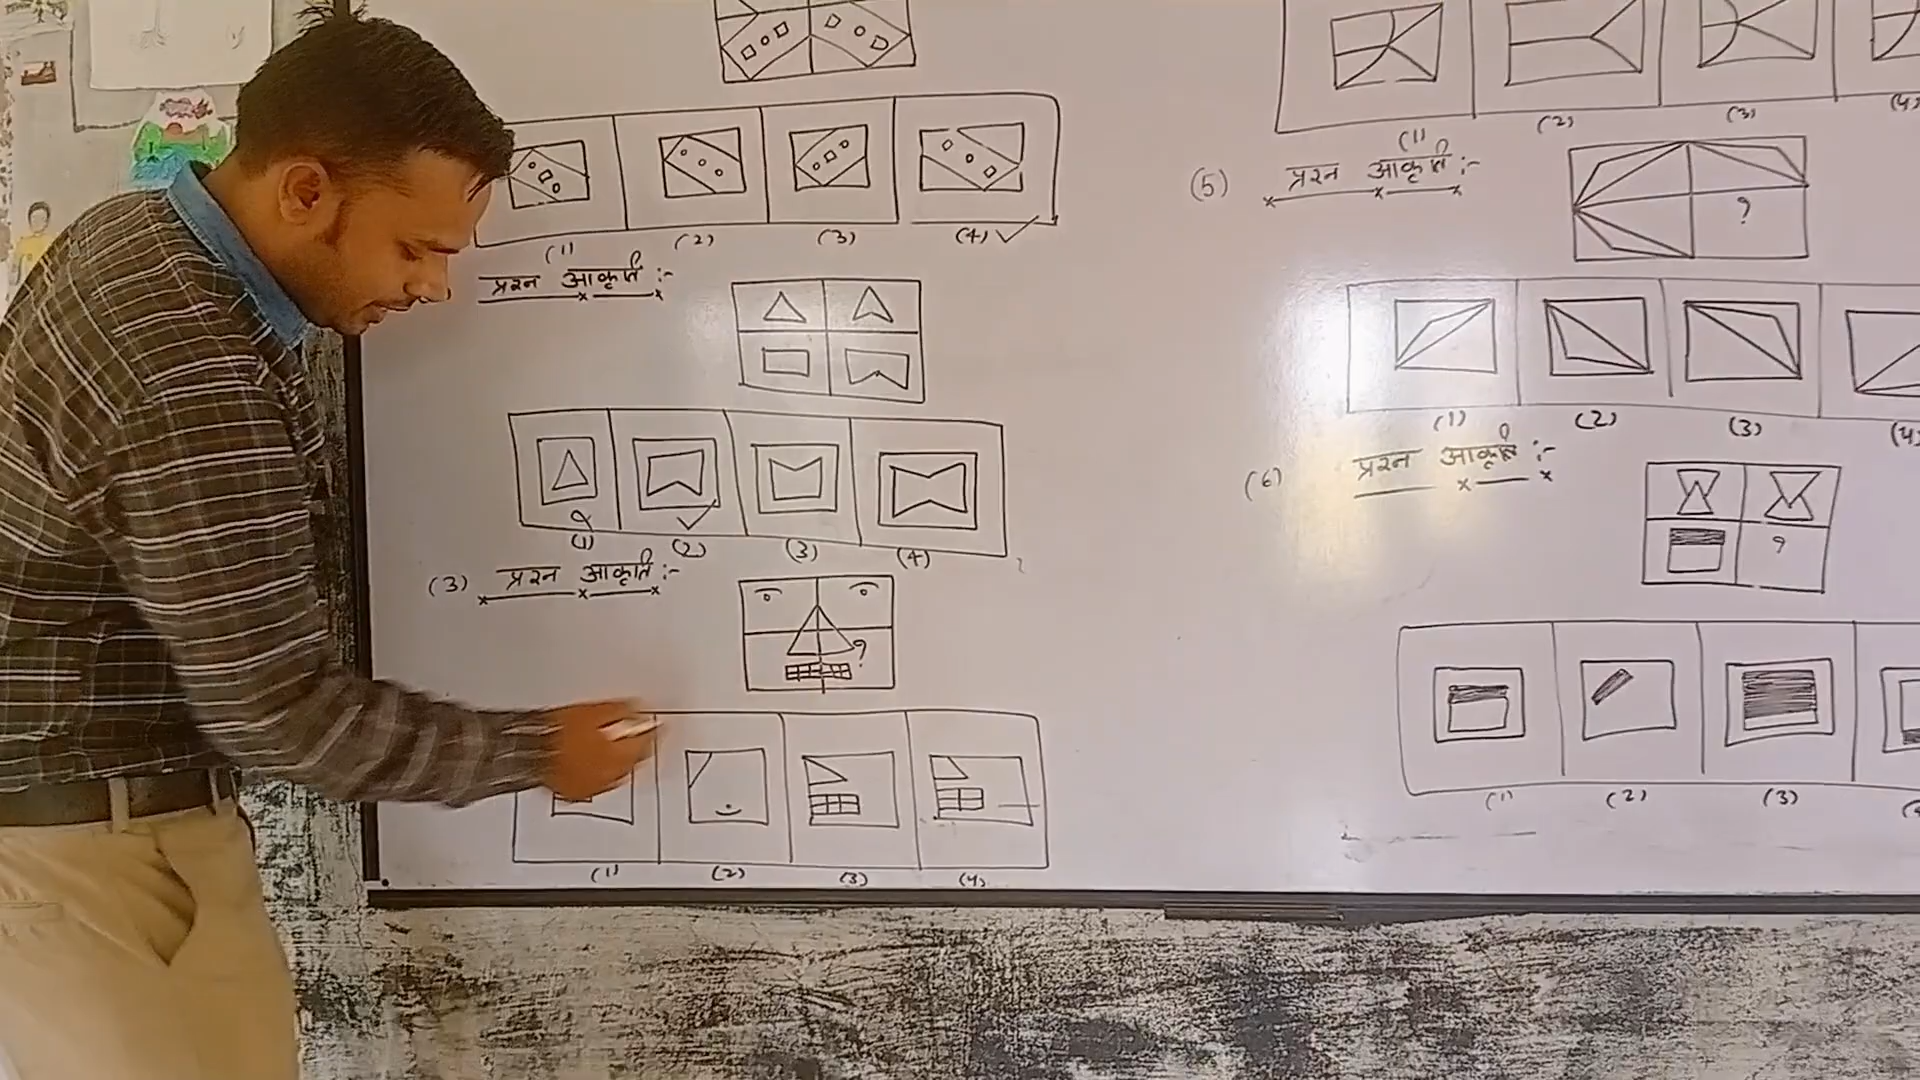 (1) (2) (3) (4)
प्रश्न आकृति :-
(1) (2) (3) (4)
(3) प्रश्न आकृति :-
?
(1) (2) (3) (4)
(1) (2) (3) (4)
(5) प्रश्न आकृति :-
?
(1) (2) (3) (4)
(6) प्रश्न आकृति :-
?
(1) (2) (3)